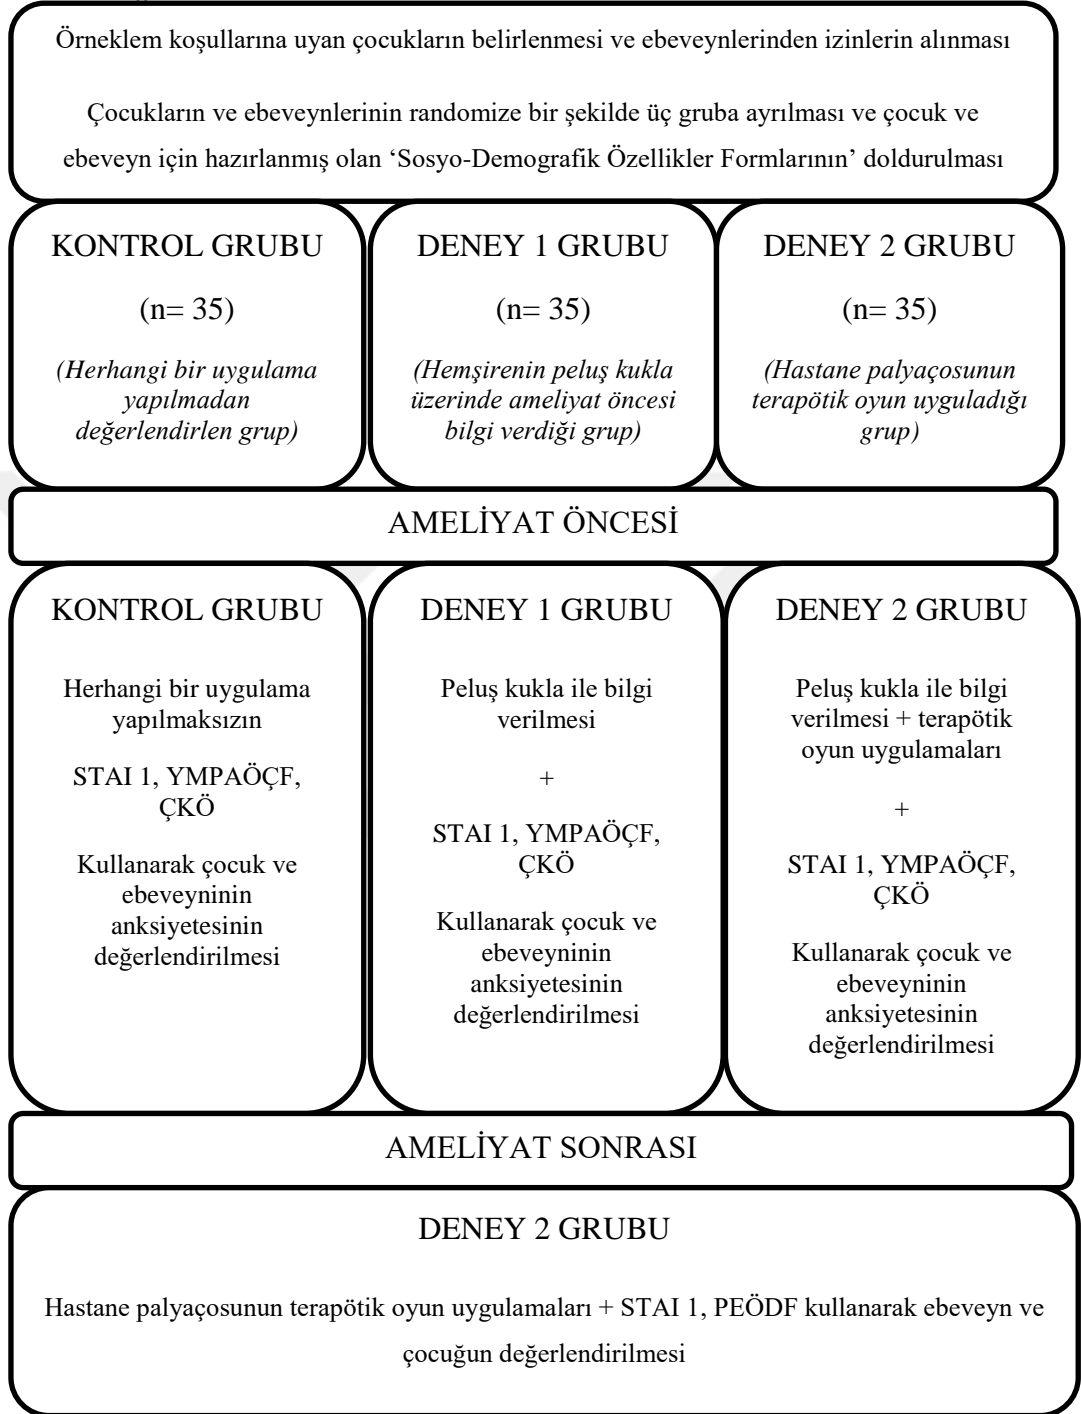 Örneklem koşullarına uyan çocukların belirlenmesi ve ebeveynlerinden izinlerin alınması
Çocukların ve ebeveynlerinin randomize bir şekilde üç gruba ayrılması ve çocuk ve
ebeveyn için hazırlanmış olan ‘Sosyo-Demografik Özellikler Formlarının’ doldurulması
KONTROL GRUBU
(n= 35)
(Herhangi bir uygulama
yapılmadan
değerlendirlen grup)
DENEY 1 GRUBU
(n= 35)
(Hemşirenin peluş kukla
üzerinde ameliyat öncesi
bilgi verdiği grup)
DENEY 2 GRUBU
(n= 35)
(Hastane palyaçosunun
terapötik oyun uyguladığı
grup)
AMELİYAT ÖNCESİ
KONTROL GRUBU
Herhangi bir uygulama
yapılmaksızın
STAI 1, YMPAÖÇF,
ÇKÖ
Kullanarak çocuk ve
ebeveyninin
anksiyetesinin
değerlendirilmesi
DENEY 1 GRUBU
Peluş kukla ile bilgi
verilmesi
+
STAI 1, YMPAÖÇF,
ÇKÖ
Kullanarak çocuk ve
ebeveyninin
anksiyetesinin
değerlendirilmesi
DENEY 2 GRUBU
Peluş kukla ile bilgi
verilmesi + terapötik
oyun uygulamaları
+
STAI 1, YMPAÖÇF,
ÇKÖ
Kullanarak çocuk ve
ebeveyninin
anksiyetesinin
değerlendirilmesi
AMELİYAT SONRASI
DENEY 2 GRUBU
Hastane palyaçosunun terapötik oyun uygulamaları + STAI 1, PEÖDF kullanarak ebeveyn ve
çocuğun değerlendirilmesi